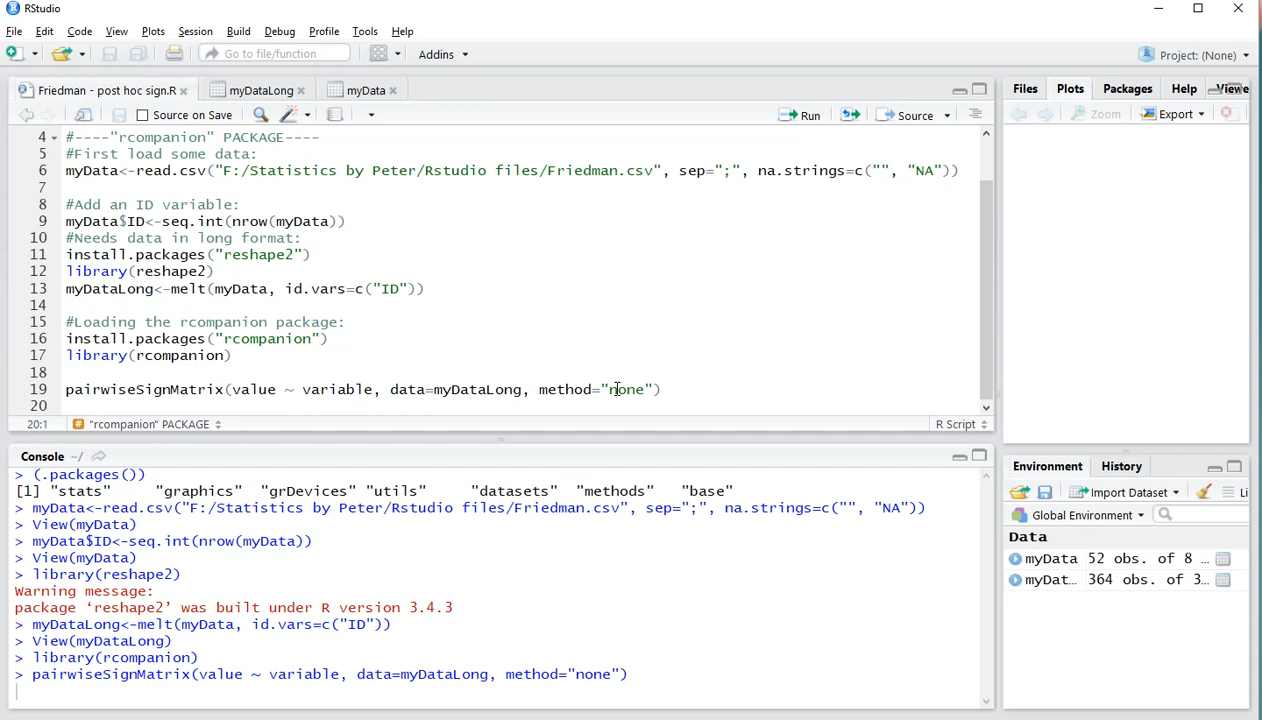 RStudio
File Edit Code View Plots Session Build Debug Profile Tools Help
Go to file/function Addins Project: (None)
Friedman - post hoc sign.R myDataLong myData
Source on Save Run Source
4 #----"rcompanion" PACKAGE----
5 #First load some data:
6 myData<-read.csv("F:/Statistics by Peter/Rstudio files/Friedman.csv", sep=";", na.strings=c("", "NA"))
7
8 #Add an ID variable:
9 myData$ID<-seq.int(nrow(myData))
10 #Needs data in long format:
11 install.packages("reshape2")
12 library(reshape2)
13 myDataLong<-melt(myData, id.vars=c("ID"))
14
15 #Loading the rcompanion package:
16 install.packages("rcompanion")
17 library(rcompanion)
18
19 pairwiseSignMatrix(value ~ variable, data=myDataLong, method="none")
20
20:1 "rcompanion" PACKAGE R Script
Console ~/
> (.packages())
[1] "stats" "graphics" "grDevices" "utils" "datasets" "methods" "base"
> myData<-read.csv("F:/Statistics by Peter/Rstudio files/Friedman.csv", sep=";", na.strings=c("", "NA"))
> View(myData)
> myData$ID<-seq.int(nrow(myData))
> View(myData)
> library(reshape2)
Warning message:
package ‘reshape2’ was built under R version 3.4.3
> myDataLong<-melt(myData, id.vars=c("ID"))
> View(myDataLong)
> library(rcompanion)
> pairwiseSignMatrix(value ~ variable, data=myDataLong, method="none")
Files Plots Packages Help Viewe
Zoom Export
Environment History
Import Dataset Li
Global Environment
Data
myData 52 obs. of 8 …
myDat… 364 obs. of 3…